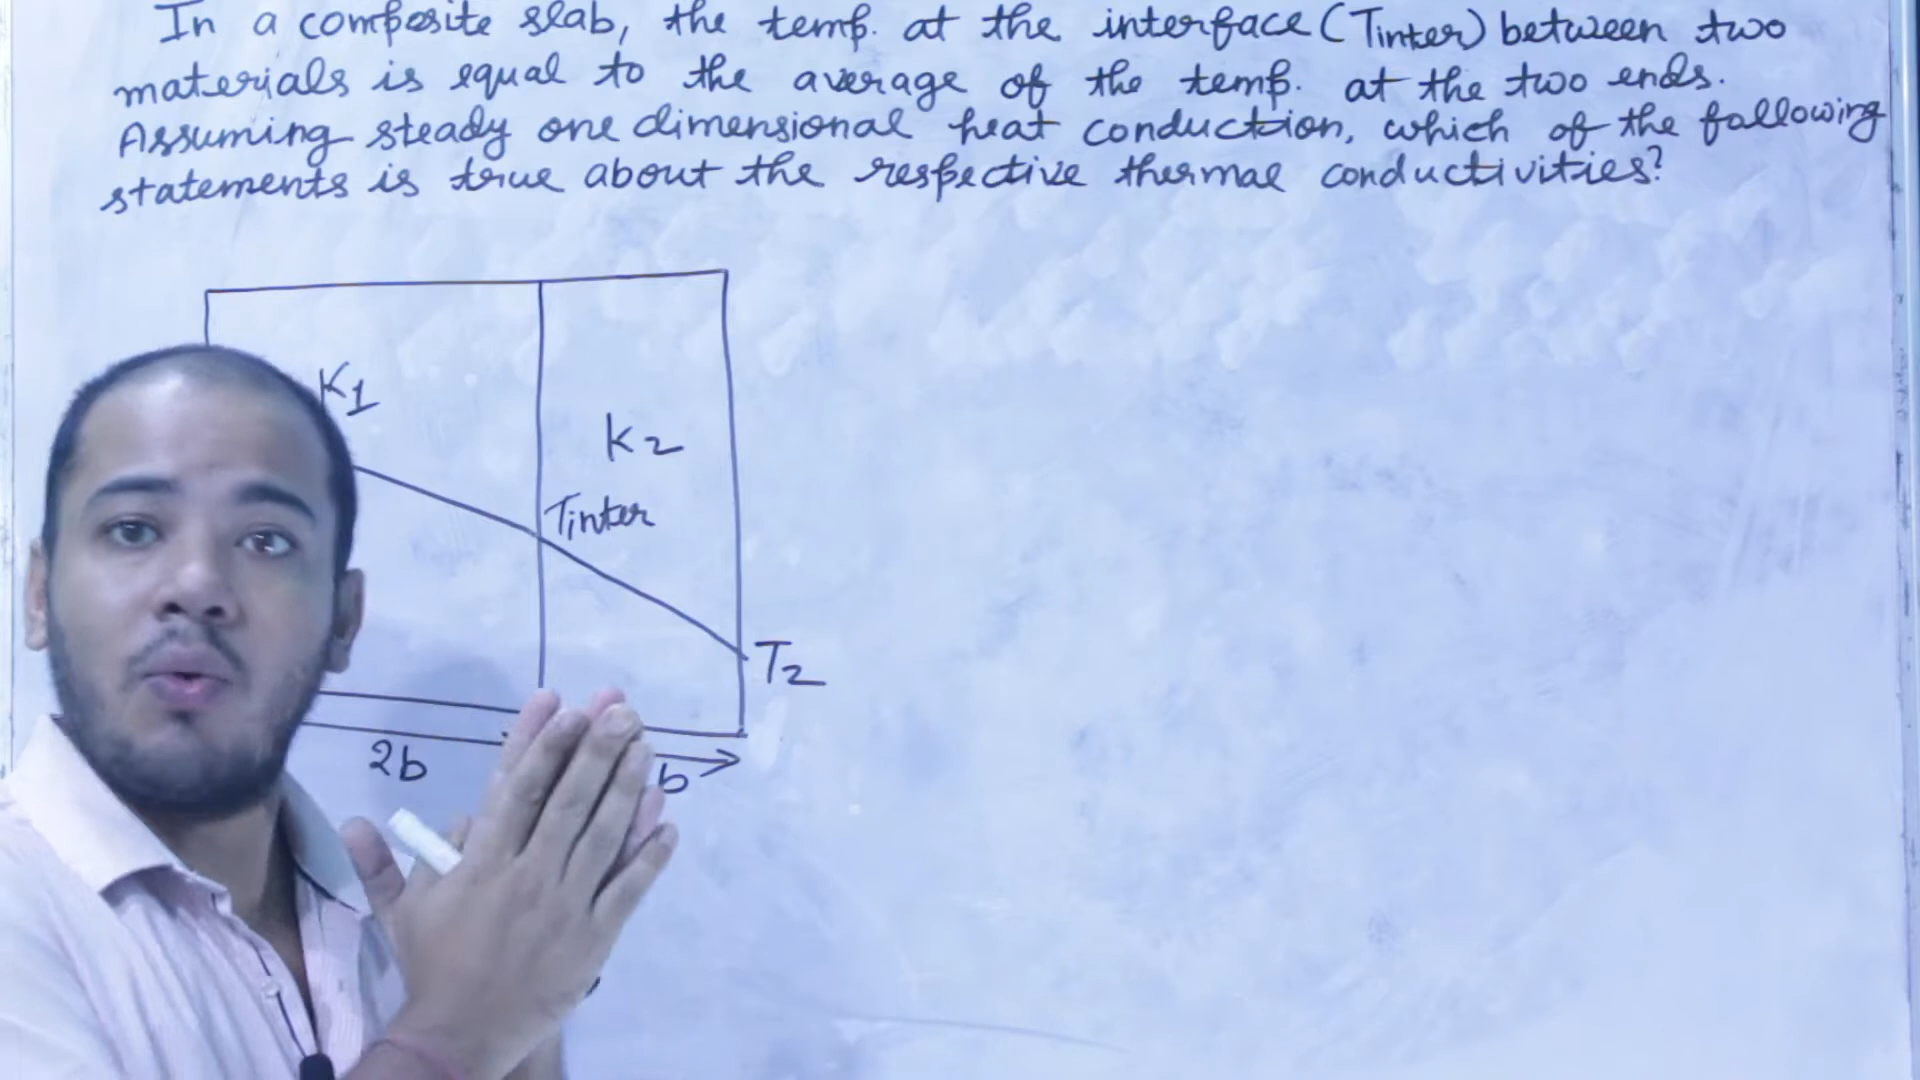 In a composite slab, the temp. at the interface (Tinter) between two
materials is equal to the average of the temp. at the two ends.
Assuming steady one dimensional heat conduction, which of the following
statements is true about the respective thermal conductivities?
K1
K2
Tinter
T2
2b
b